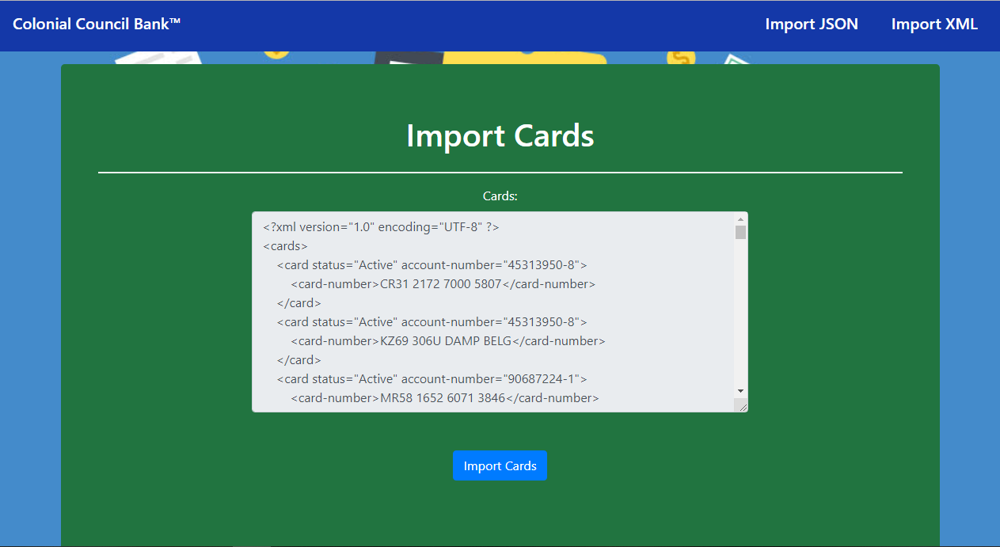 Colonial Council Bank™ Import JSON Import XML
Import Cards
Cards:
<?xml version="1.0" encoding="UTF-8" ?>
<cards>
<card status="Active" account-number="45313950-8">
<card-number>CR31 2172 7000 5807</card-number>
</card>
<card status="Active" account-number="45313950-8">
<card-number>KZ69 306U DAMP BELG</card-number>
</card>
<card status="Active" account-number="90687224-1">
<card-number>MR58 1652 6071 3846</card-number>
Import Cards